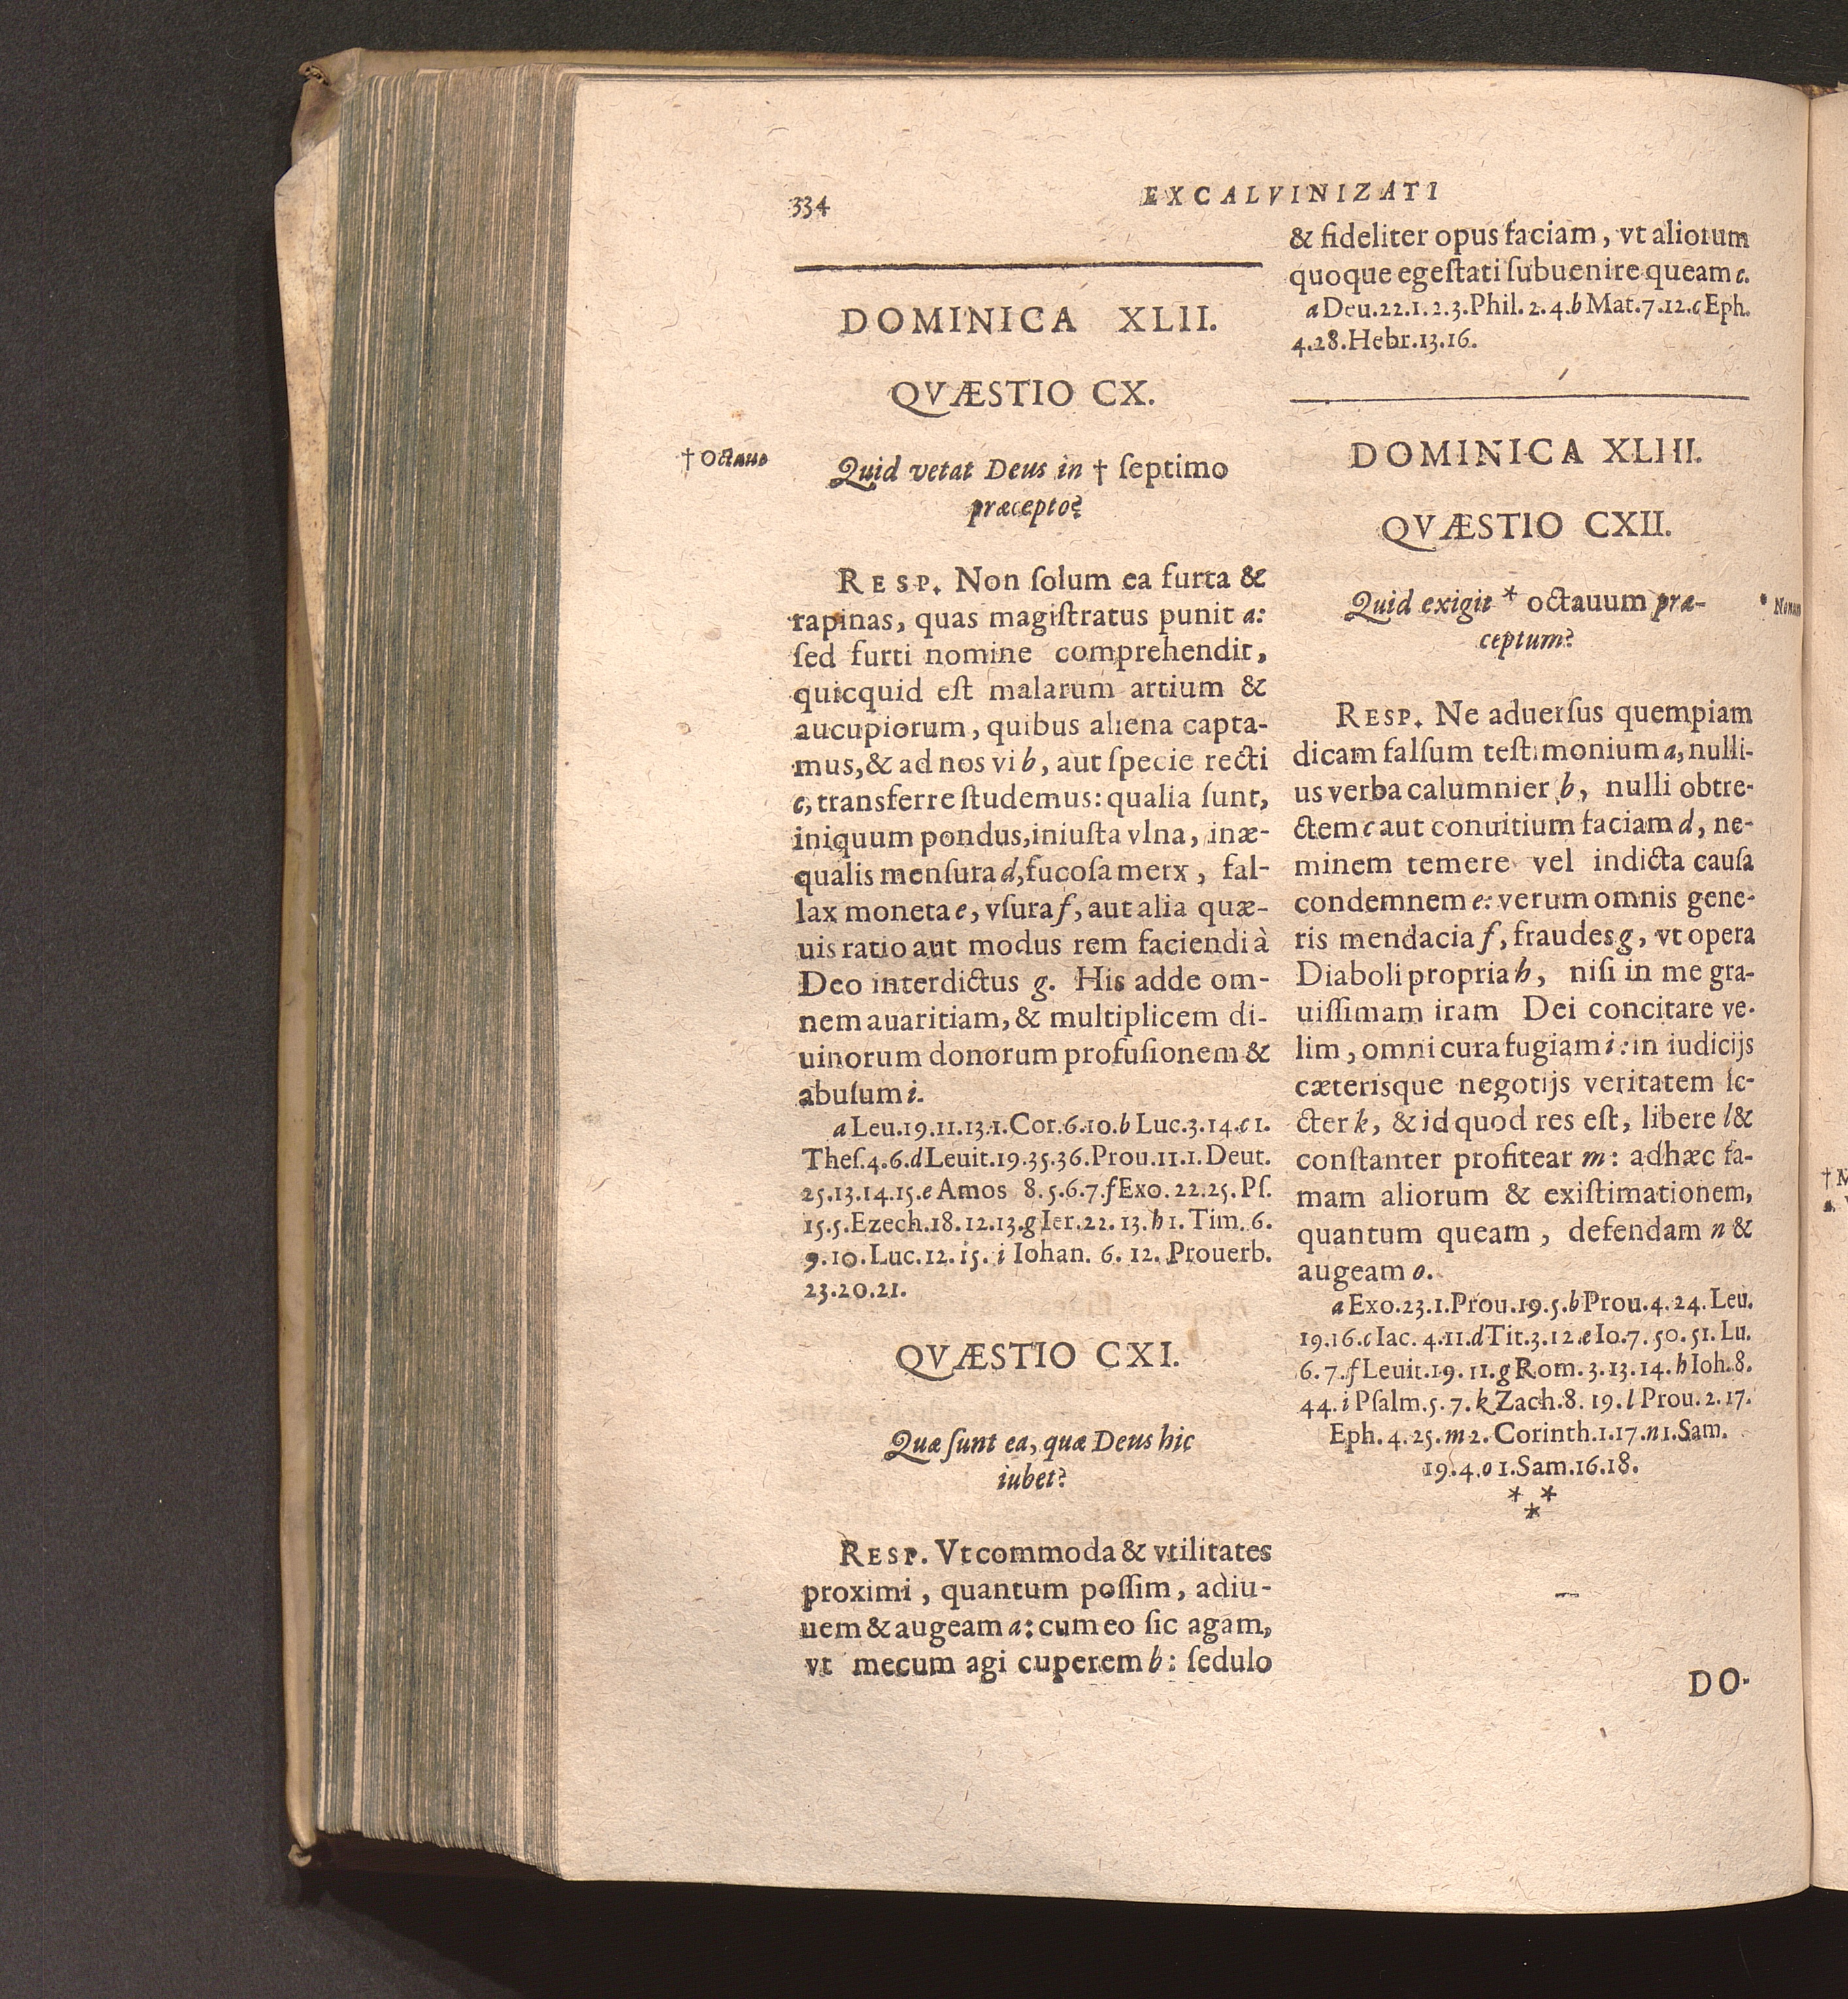 334
EXCALVINIZATI
DOMINICA XLII.
QVÆSTIO CX.
† Octauo
Quid vetat Deus in † ſeptimo
præcepto?
RESP. Non ſolum ea furta &
rapinas, quas magiſtratus punit a:
ſed furti nomine comprehendit,
quicquid eſt malarum artium &
aucupiorum, quibus aliena capta-
mus, & ad nos vi b, aut ſpecie recti
c, transferre ſtudemus: qualia ſunt,
iniquum pondus, iniuſta vlna, inæ-
qualis menſura d, fucoſa merx, fal-
lax moneta e, vſura f, aut alia quæ-
uis ratio aut modus rem faciendi à
Deo interdictus g. His adde om-
nem auaritiam, & multiplicem di-
uinorum donorum profuſionem &
abuſum i.
a Leu.19.11.13.1.Cor.6.10.b Luc.3.14.c 1.
Theſ.4.6.d Leuit.19.35.36.Prou.11.1.Deut.
25.13.14.15.e Amos 8.5.6.7.f Exo.22.25.Pſ.
15.5.Ezech.18.12.13.g Ier.22.13.h 1.Tim.6.
9.10.Luc.12.15.i Iohan. 6. 12. Prouerb.
23.20.21.
QVÆSTIO CXI.
Quæ ſunt ea, quæ Deus hic
iubet?
RESP. Vt commoda & vtilitates
proximi, quantum poſſim, adiu-
uem & augeam a: cum eo ſic agam,
vt mecum agi cuperem b: ſedulo
& fideliter opus faciam, vt aliorum
quoque egeſtati ſubuenire queam c.
a Deu.22.1.2.3.Phil.2.4.b Mat.7.12.c Eph.
4.28.Hebr.13.16.
DOMINICA XLIII.
QVÆSTIO CXII.
Quid exigit * octauum præ-
ceptum?
* Nonum
RESP. Ne aduerſus quempiam
dicam falſum teſtimonium a, nulli-
us verba calumnier b, nulli obtre-
ctem c aut conuitium faciam d, ne-
minem temere vel indicta cauſa
condemnem e: verum omnis gene-
ris mendacia f, fraudes g, vt opera
Diaboli propria h, niſi in me gra-
uiſſimam iram Dei concitare ve-
lim, omni cura fugiam i: in iudicijs
cæterisque negotijs veritatem ſe-
cter k, & id quod res eſt, libere l &
conſtanter profitear m: adhæc fa-
mam aliorum & exiſtimationem,
quantum queam, defendam n &
augeam o.
a Exo.23.1.Prou.19.5.b Prou.4.24.Leu.
19.16.c Iac. 4.11.d Tit.3.12.e Io.7.50.51.Lu.
6.7.f Leuit.19.11.g Rom.3.13.14.h Ioh.8.
44.i Pſalm.5.7.k Zach.8.19.l Prou.2.17.
Eph.4.25.m 2.Corinth.1.17.n 1.Sam.
19.4.o 1.Sam.16.18.
* * *
DO-